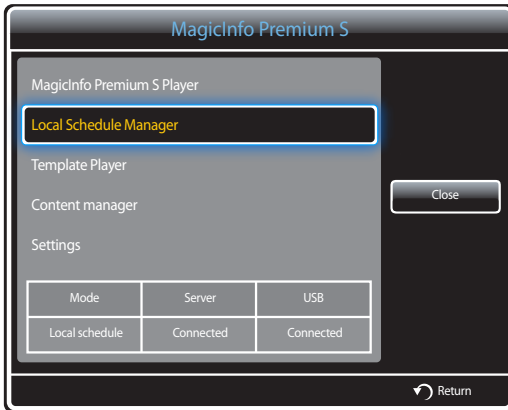 MagicInfo Premium S
MagicInfo Premium S Player
Local Schedule Manager
Template Player
Content manager
Settings
Close
Mode Server USB
Local schedule Connected Connected
Return